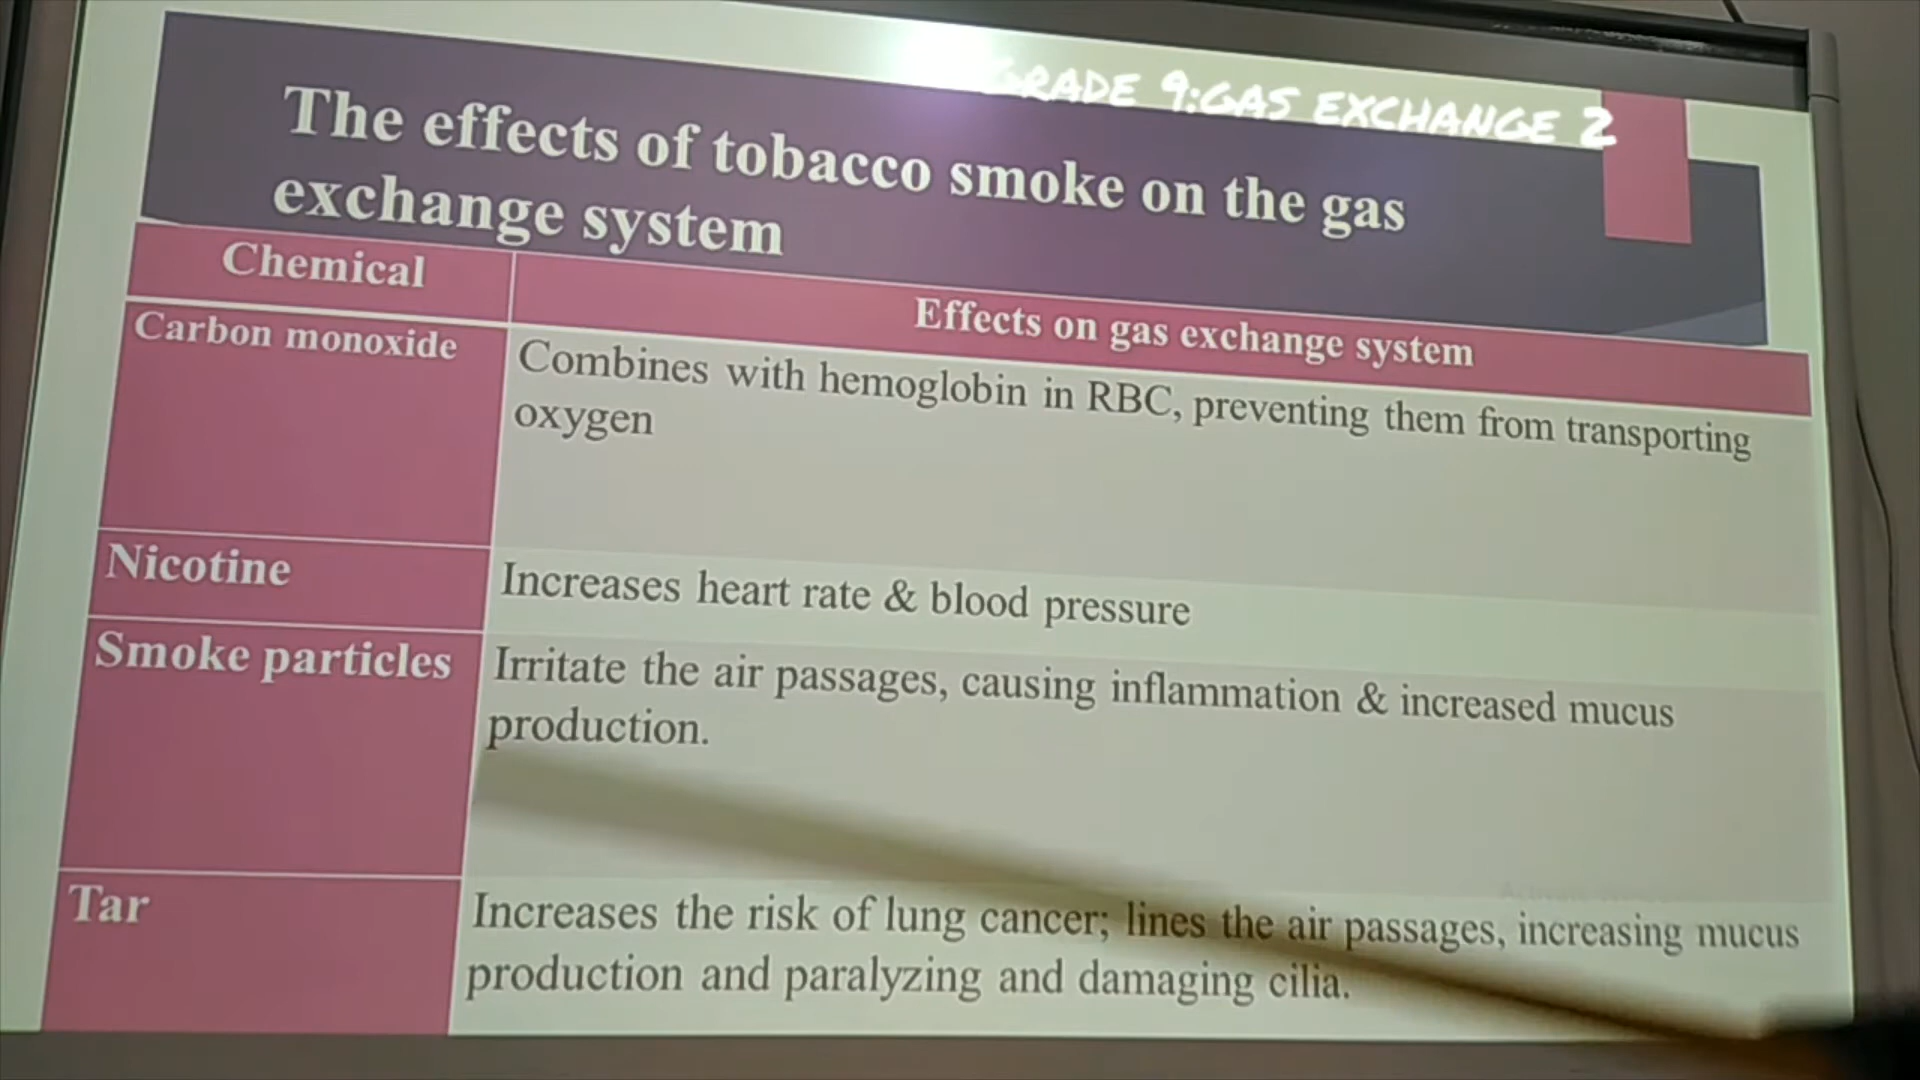 GRADE 9:GAS EXCHANGE 2
The effects of tobacco smoke on the gas
exchange system
Chemical
Effects on gas exchange system
Carbon monoxide
Combines with hemoglobin in RBC, preventing them from transporting
oxygen
Nicotine
Increases heart rate & blood pressure
Smoke particles
Irritate the air passages, causing inflammation & increased mucus
production.
Tar
Increases the risk of lung cancer; lines the air passages, increasing mucus
production and paralyzing and damaging cilia.